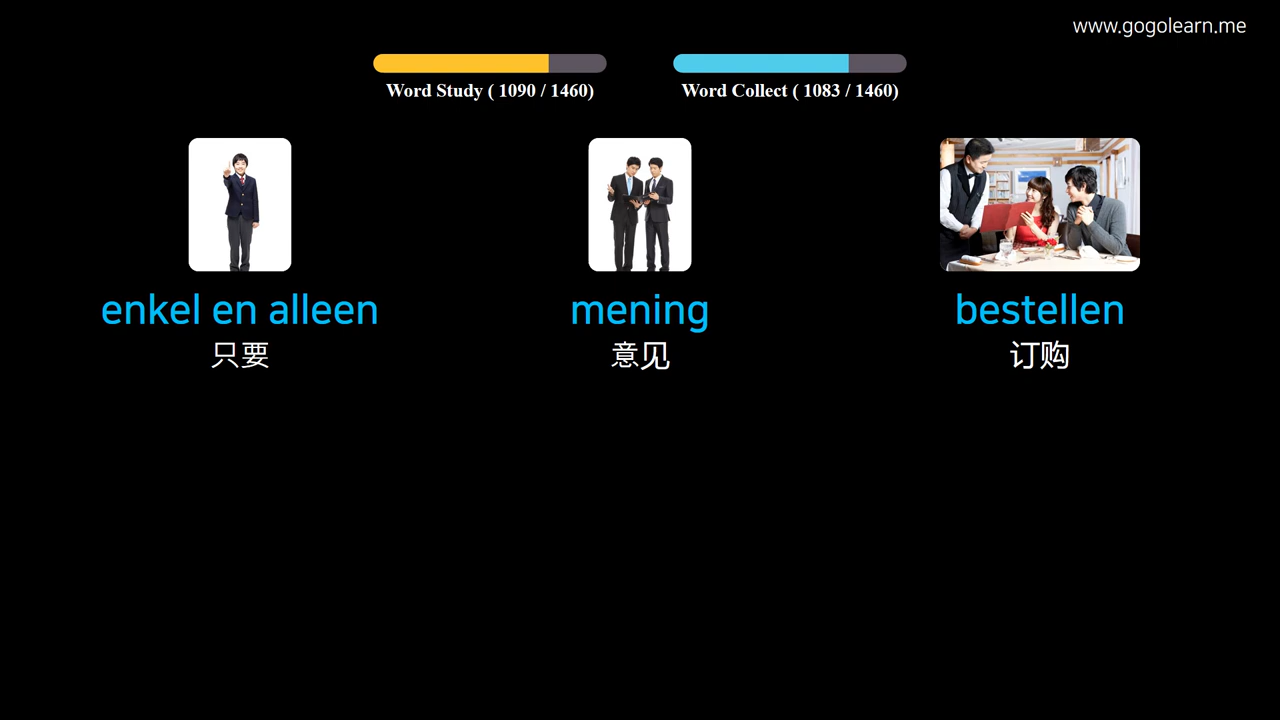 www.gogolearn.me
Word Study ( 1090 / 1460)
Word Collect ( 1083 / 1460)
enkel en alleen
只要
mening
意见
bestellen
订购